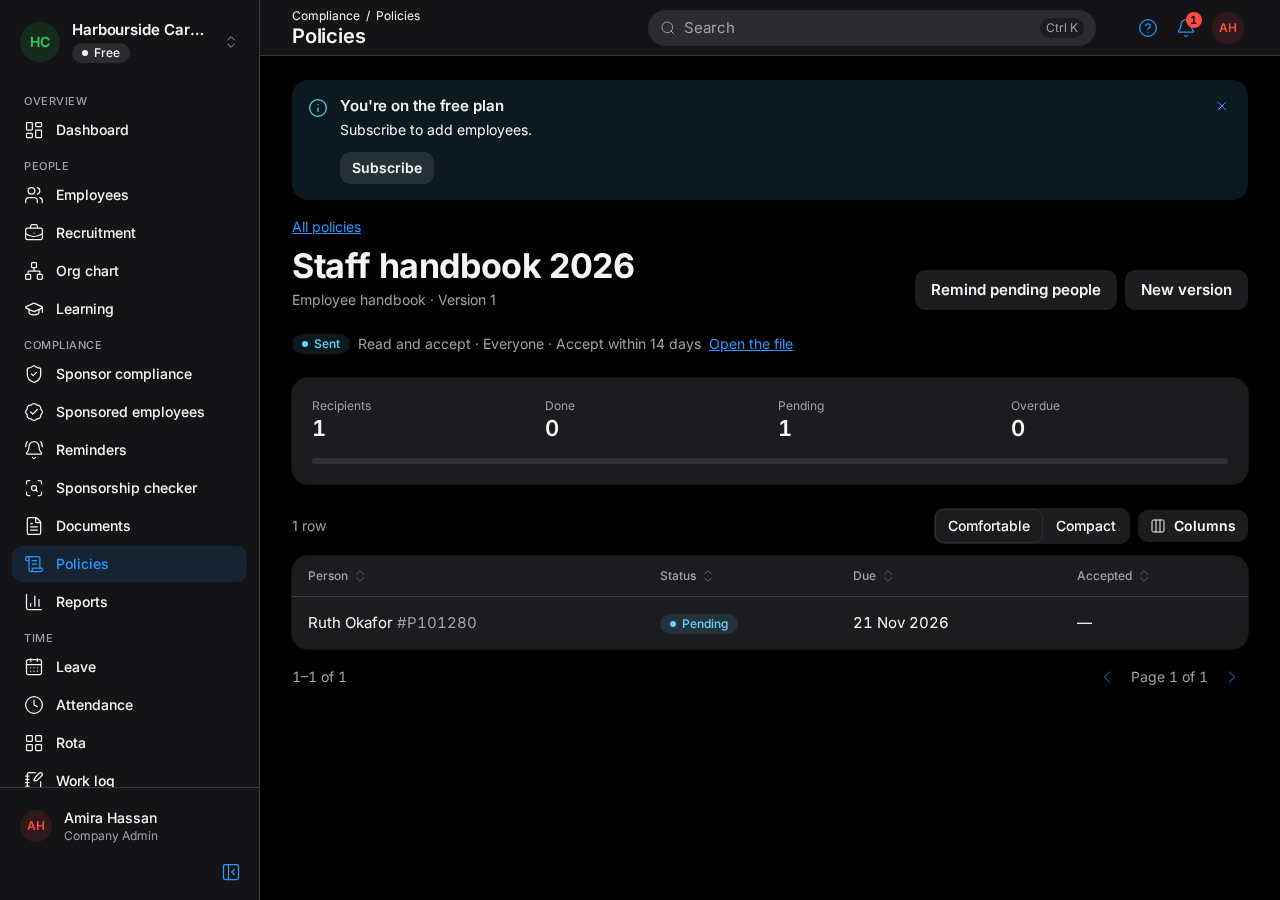 HC
Harbourside Car...
Free
OVERVIEW
Dashboard
PEOPLE
Employees
Recruitment
Org chart
Learning
COMPLIANCE
Sponsor compliance
Sponsored employees
Reminders
Sponsorship checker
Documents
Policies
Reports
TIME
Leave
Attendance
Rota
Work log
AH
Amira Hassan
Company Admin
Compliance / Policies
Policies
Search
Ctrl K
1
AH
You're on the free plan
Subscribe to add employees.
Subscribe
All policies
Staff handbook 2026
Employee handbook · Version 1
Remind pending people
New version
Sent
Read and accept · Everyone · Accept within 14 days
Open the file
Recipients
1
Done
0
Pending
1
Overdue
0
1 row
Comfortable
Compact
Columns
Person
Status
Due
Accepted
Ruth Okafor #P101280
Pending
21 Nov 2026
—
1–1 of 1
Page 1 of 1